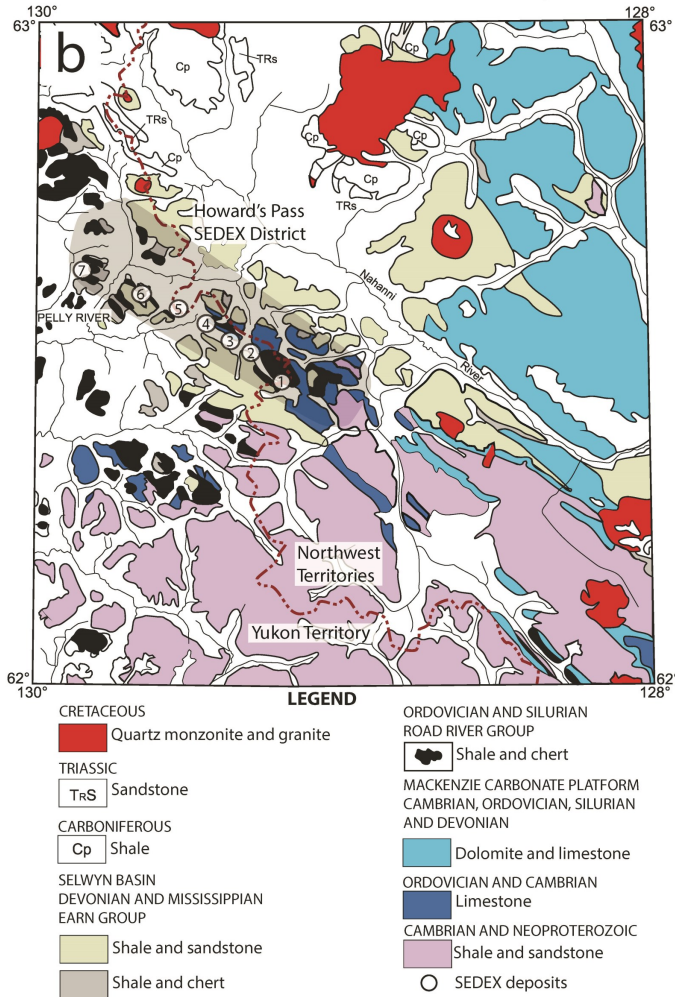 130°
128°
63°
63°
b
Cp
TRs
Cp
TRs
Cp
Cp
Cp
Cp
TRs
Howard's Pass
SEDEX District
Nahanni
River
7
6
5
4
3
2
1
PELLY RIVER
Northwest
Territories
Yukon Territory
62°
62°
130°
128°
LEGEND
CRETACEOUS
Quartz monzonite and granite
TRIASSIC
TRS Sandstone
CARBONIFEROUS
Cp Shale
SELWYN BASIN
DEVONIAN AND MISSISSIPPIAN
EARN GROUP
Shale and sandstone
Shale and chert
ORDOVICIAN AND SILURIAN
ROAD RIVER GROUP
Shale and chert
MACKENZIE CARBONATE PLATFORM
CAMBRIAN, ORDOVICIAN, SILURIAN
AND DEVONIAN
Dolomite and limestone
ORDOVICIAN AND CAMBRIAN
Limestone
CAMBRIAN AND NEOPROTEROZOIC
Shale and sandstone
SEDEX deposits